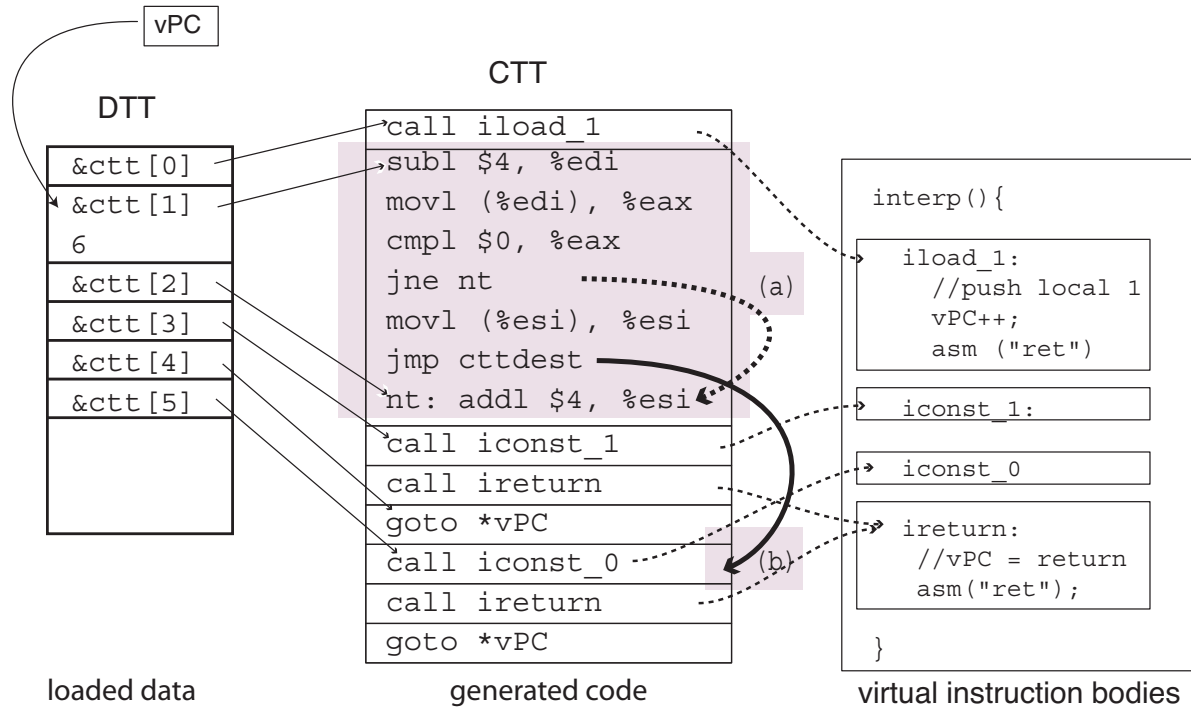 vPC
DTT
&ctt[0]
&ctt[1]
6
&ctt[2]
&ctt[3]
&ctt[4]
&ctt[5]
loaded data
CTT
call iload_1
subl $4, %edi
movl (%edi), %eax
cmpl $0, %eax
jne nt
(a)
movl (%esi), %esi
jmp cttdest
nt: addl $4, %esi
call iconst_1
call ireturn
goto *vPC
call iconst_0
(b)
call ireturn
goto *vPC
generated code
interp(){
iload_1:
//push local 1
vPC++;
asm ("ret")
iconst_1:
iconst_0
ireturn:
//vPC = return
asm("ret");
}
virtual instruction bodies